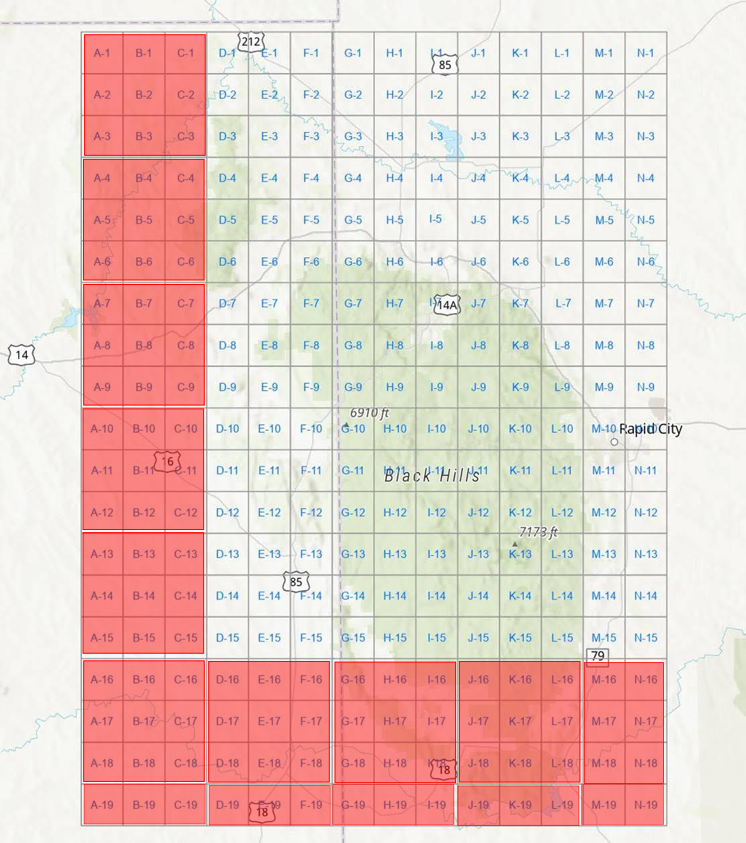 212
A-1 B-1 C-1 D-1 E-1 F-1 G-1 H-1 I-1 J-1 K-1 L-1 M-1 N-1
85
A-2 B-2 C-2 D-2 E-2 F-2 G-2 H-2 I-2 J-2 K-2 L-2 M-2 N-2
A-3 B-3 C-3 D-3 E-3 F-3 G-3 H-3 I-3 J-3 K-3 L-3 M-3 N-3
A-4 B-4 C-4 D-4 E-4 F-4 G-4 H-4 I-4 J-4 K-4 L-4 M-4 N-4
A-5 B-5 C-5 D-5 E-5 F-5 G-5 H-5 I-5 J-5 K-5 L-5 M-5 N-5
A-6 B-6 C-6 D-6 E-6 F-6 G-6 H-6 I-6 J-6 K-6 L-6 M-6 N-6
A-7 B-7 C-7 D-7 E-7 F-7 G-7 H-7 14A J-7 K-7 L-7 M-7 N-7
14
A-8 B-8 C-8 D-8 E-8 F-8 G-8 H-8 I-8 J-8 K-8 L-8 M-8 N-8
A-9 B-9 C-9 D-9 E-9 F-9 G-9 H-9 I-9 J-9 K-9 L-9 M-9 N-9
6910 ft
A-10 B-10 C-10 D-10 E-10 F-10 G-10 H-10 I-10 J-10 K-10 L-10 M-10 Rapid City
16
A-11 B-11 C-11 D-11 E-11 F-11 G-11 H-11 I-11 J-11 K-11 L-11 M-11 N-11
Black Hills
A-12 B-12 C-12 D-12 E-12 F-12 G-12 H-12 I-12 J-12 K-12 L-12 M-12 N-12
7173 ft
A-13 B-13 C-13 D-13 E-13 F-13 G-13 H-13 I-13 J-13 K-13 L-13 M-13 N-13
85
A-14 B-14 C-14 D-14 E-14 F-14 G-14 H-14 I-14 J-14 K-14 L-14 M-14 N-14
A-15 B-15 C-15 D-15 E-15 F-15 G-15 H-15 I-15 J-15 K-15 L-15 M-15 N-15
79
A-16 B-16 C-16 D-16 E-16 F-16 G-16 H-16 I-16 J-16 K-16 L-16 M-16 N-16
A-17 B-17 C-17 D-17 E-17 F-17 G-17 H-17 I-17 J-17 K-17 L-17 M-17 N-17
A-18 B-18 C-18 D-18 E-18 F-18 G-18 H-18 18 J-18 K-18 L-18 M-18 N-18
A-19 B-19 C-19 D-19 18 F-19 G-19 H-19 I-19 J-19 K-19 L-19 M-19 N-19